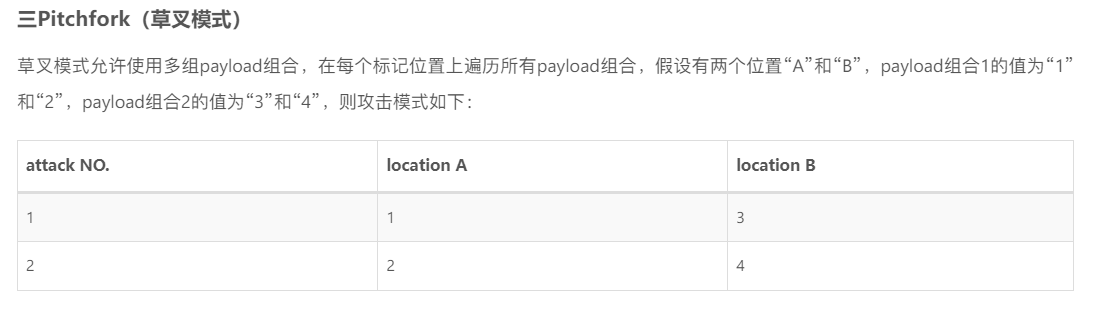 三Pitchfork（草叉模式）
草叉模式允许使用多组payload组合，在每个标记位置上遍历所有payload组合，假设有两个位置“A”和“B”，payload组合1的值为“1”
和“2”，payload组合2的值为“3”和“4”，则攻击模式如下：
attack NO. location A location B
1 1 3
2 2 4